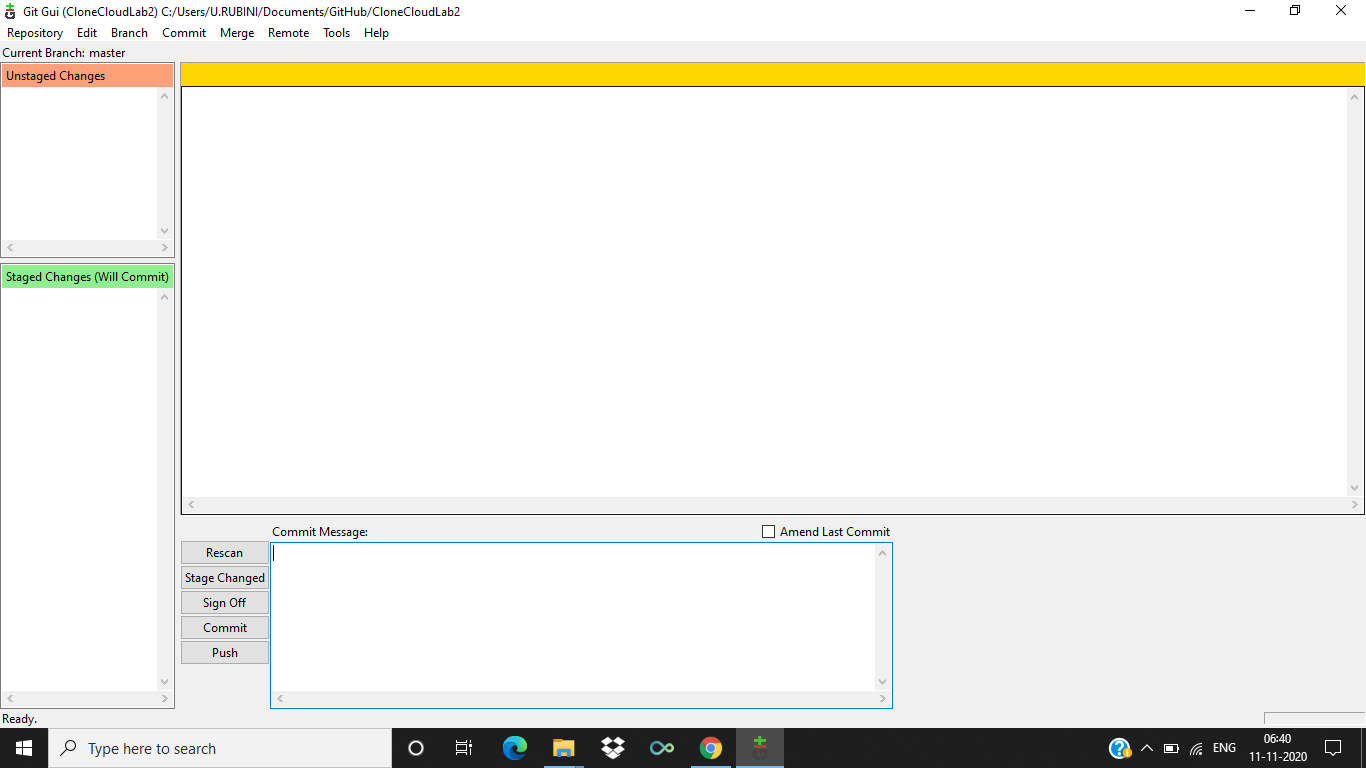 Git Gui (CloneCloudLab2) C:/Users/U.RUBINI/Documents/GitHub/CloneCloudLab2
Repository Edit Branch Commit Merge Remote Tools Help
Current Branch: master
Unstaged Changes
Staged Changes (Will Commit)
Commit Message:
Amend Last Commit
Rescan
Stage Changed
Sign Off
Commit
Push
Ready.
Type here to search
ENG
06:40
11-11-2020